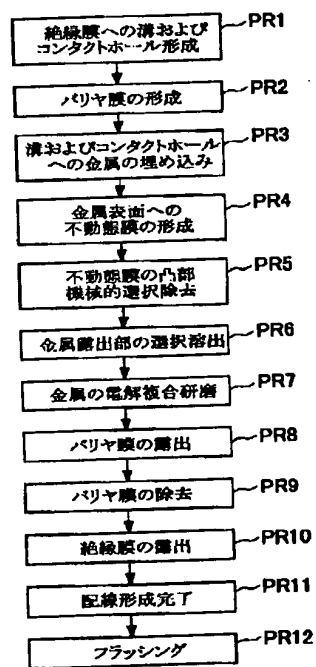 絶縁膜への溝および
コンタクトホール形成
PR1
バリヤ膜の形成
PR2
溝およびコンタクトホール
への金属の埋め込み
PR3
金属表面への
不動態膜の形成
PR4
不動態膜の凸部
機械的選択除去
PR5
金属露出部の選択溶出
PR6
金属の電解複合研磨
PR7
バリヤ膜の露出
PR8
バリヤ膜の除去
PR9
絶縁膜の露出
PR10
配線形成完了
PR11
フラッシング
PR12